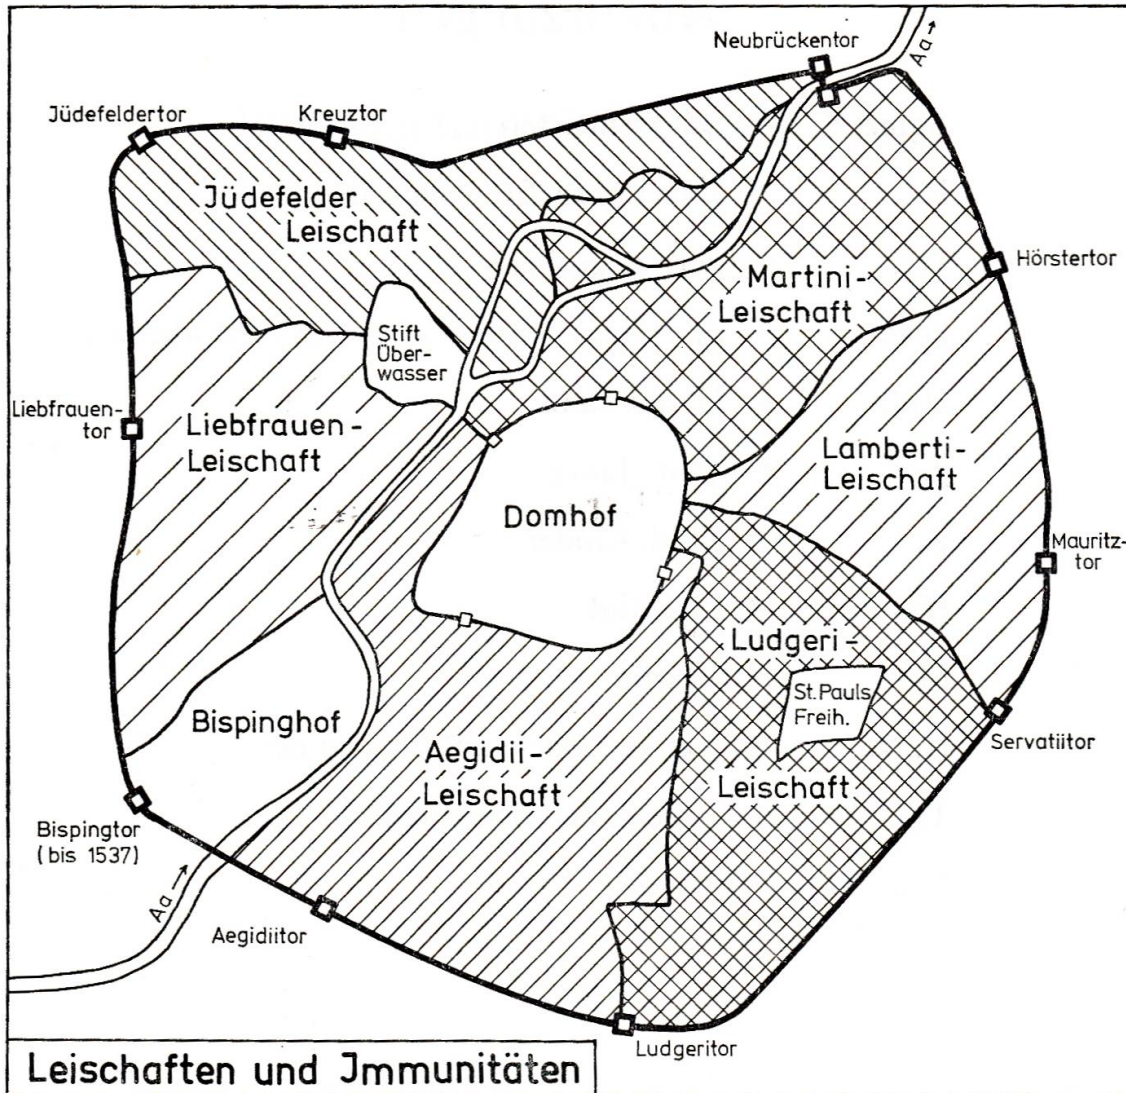 Neubrückentor
Aa →
Jüdefeldertor
Kreuztor
Jüdefelder
Leischaft
Hörstertor
Martini-
Leischaft
Stift
Über-
wasser
Liebfrauen-
tor
Liebfrauen-
Leischaft
Lamberti-
Leischaft
Domhof
Mauritz-
tor
Ludgeri-
St. Pauls
Freih.
Leischaft
Bispinghof
Servatiitor
Aegidii-
Leischaft
Bispingtor
(bis 1537)
Aa →
Aegidiitor
Ludgeritor
Leischaften und Jmmunitäten